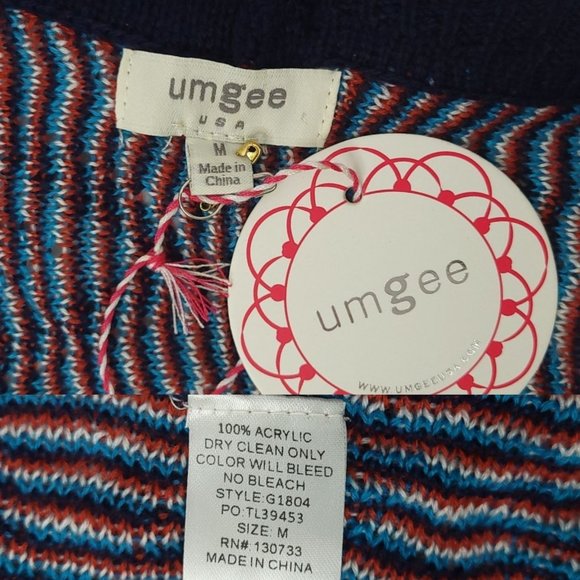 umgee
USA
M
Made in
China
umgee
WWW.UMGEEUSA.COM
100% ACRYLIC
DRY CLEAN ONLY
COLOR WILL BLEED
NO BLEACH
STYLE:G1804
PO:TL39453
SIZE: M
RN#: 130733
MADE IN CHINA